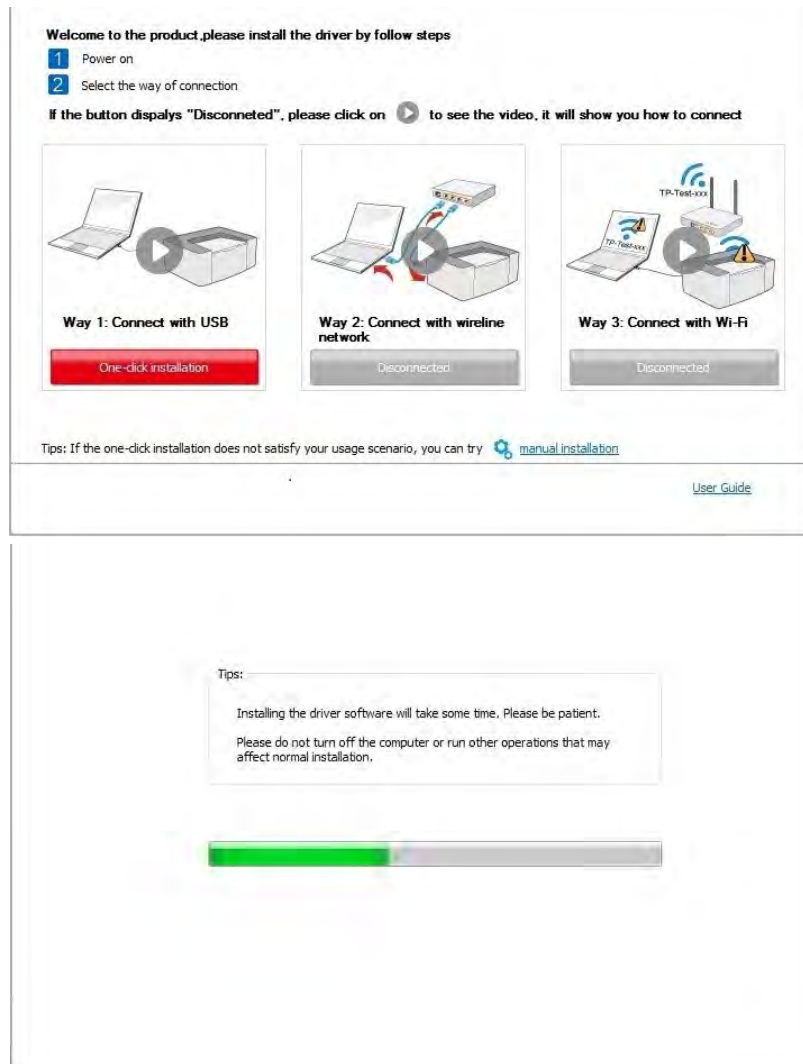 Welcome to the product,please install the driver by follow steps
1 Power on
2 Select the way of connection
If the button dispalys "Disconneted", please click on to see the video, it will show you how to connect
TP-Test-xxx
TP-Test-xxx
Way 1: Connect with USB
Way 2: Connect with wireline
network
Way 3: Connect with Wi-Fi
One-click installation
Disconnected
Disconnected
Tips: If the one-click installation does not satisfy your usage scenario, you can try manual installation
User Guide
Tips:
Installing the driver software will take some time. Please be patient.
Please do not turn off the computer or run other operations that may
affect normal installation.